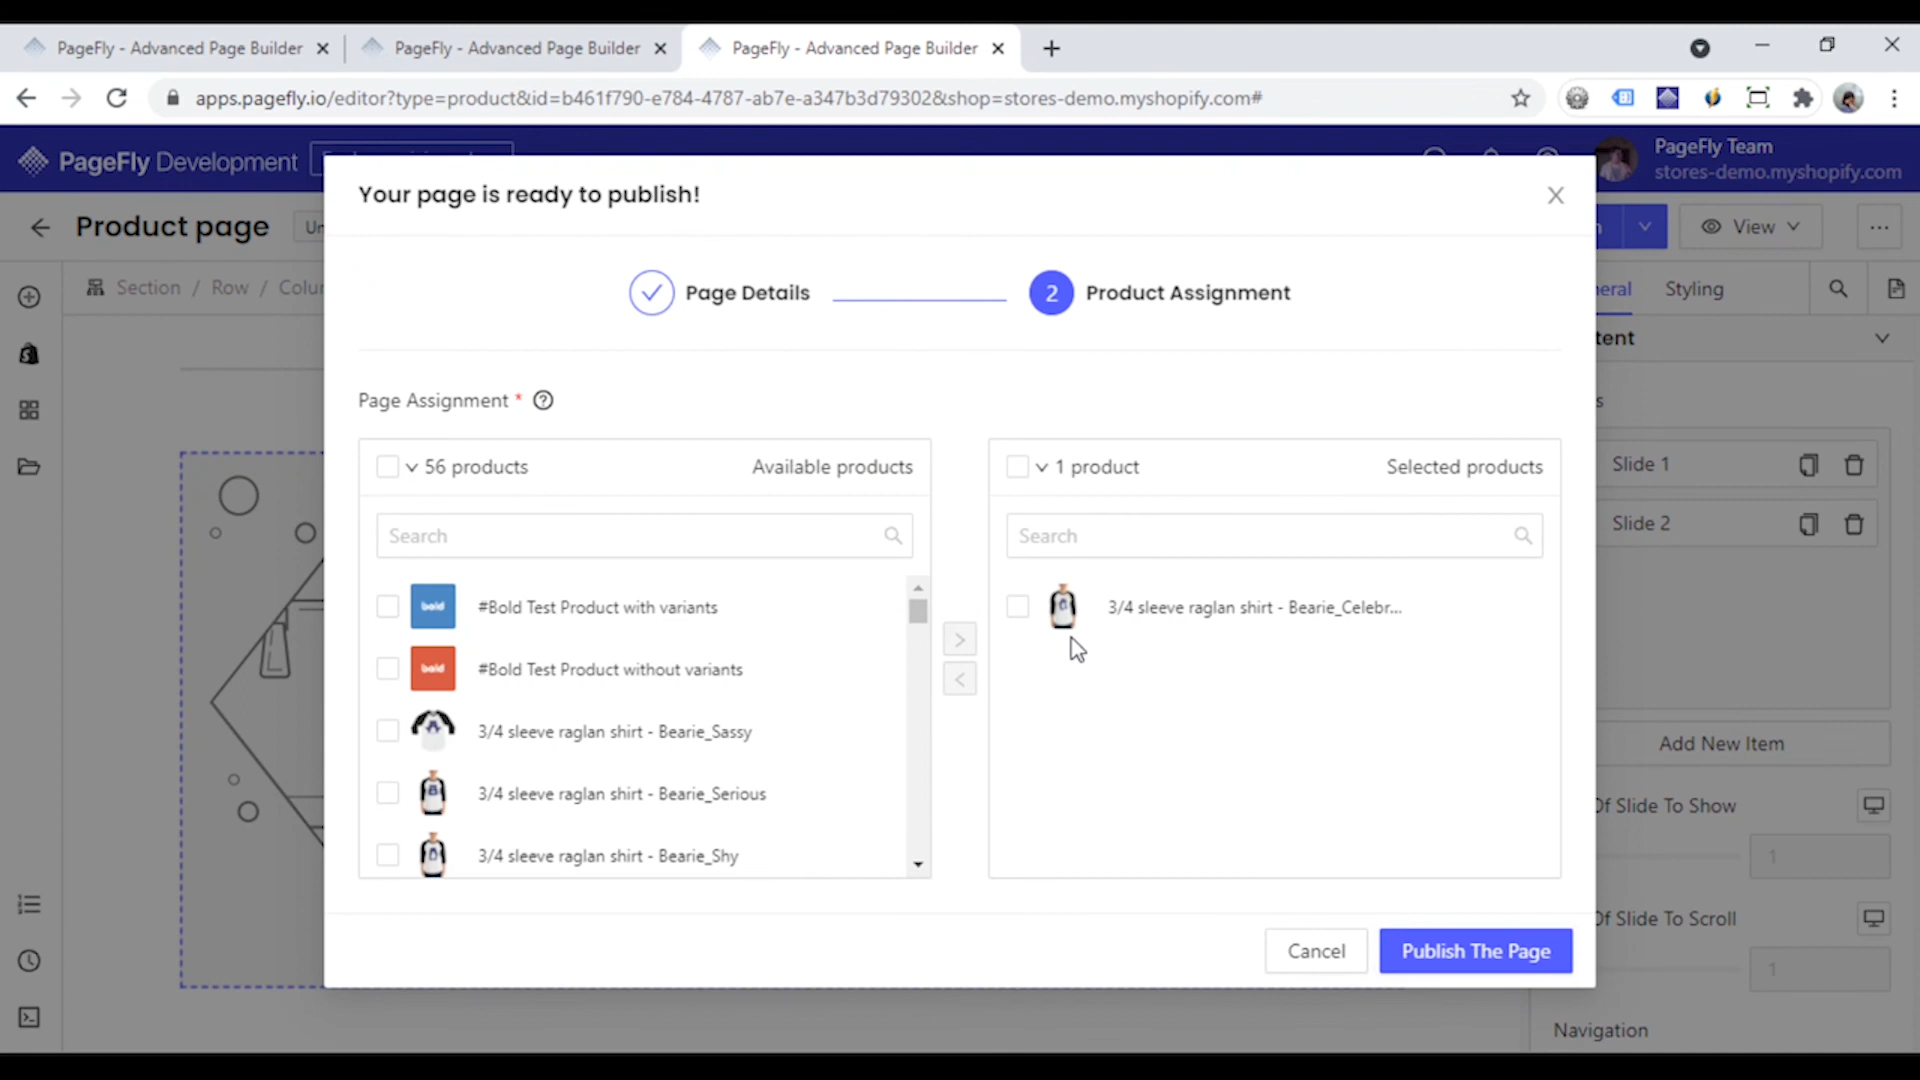 PageFly - Advanced Page Builder
PageFly - Advanced Page Builder
PageFly - Advanced Page Builder
apps.pagefly.io/editor?type=product&id=b461f790-e784-4787-ab7e-a347b3d79302&shop=stores-demo.myshopify.com#
PageFly Development
PageFly Team
stores-demo.myshopify.com
Your page is ready to publish!
Product page
View
Section / Row /
Page Details
2 Product Assignment
Styling
Page Assignment *
56 products Available products
1 product Selected products
Slide 1
Search
Search
Slide 2
bold #Bold Test Product with variants
3/4 sleeve raglan shirt - Bearie_Celebr...
bold #Bold Test Product without variants
3/4 sleeve raglan shirt - Bearie_Sassy
Add New Item
3/4 sleeve raglan shirt - Bearie_Serious
Of Slide To Show
1
3/4 sleeve raglan shirt - Bearie_Shy
Of Slide To Scroll
Cancel Publish The Page
1
Navigation